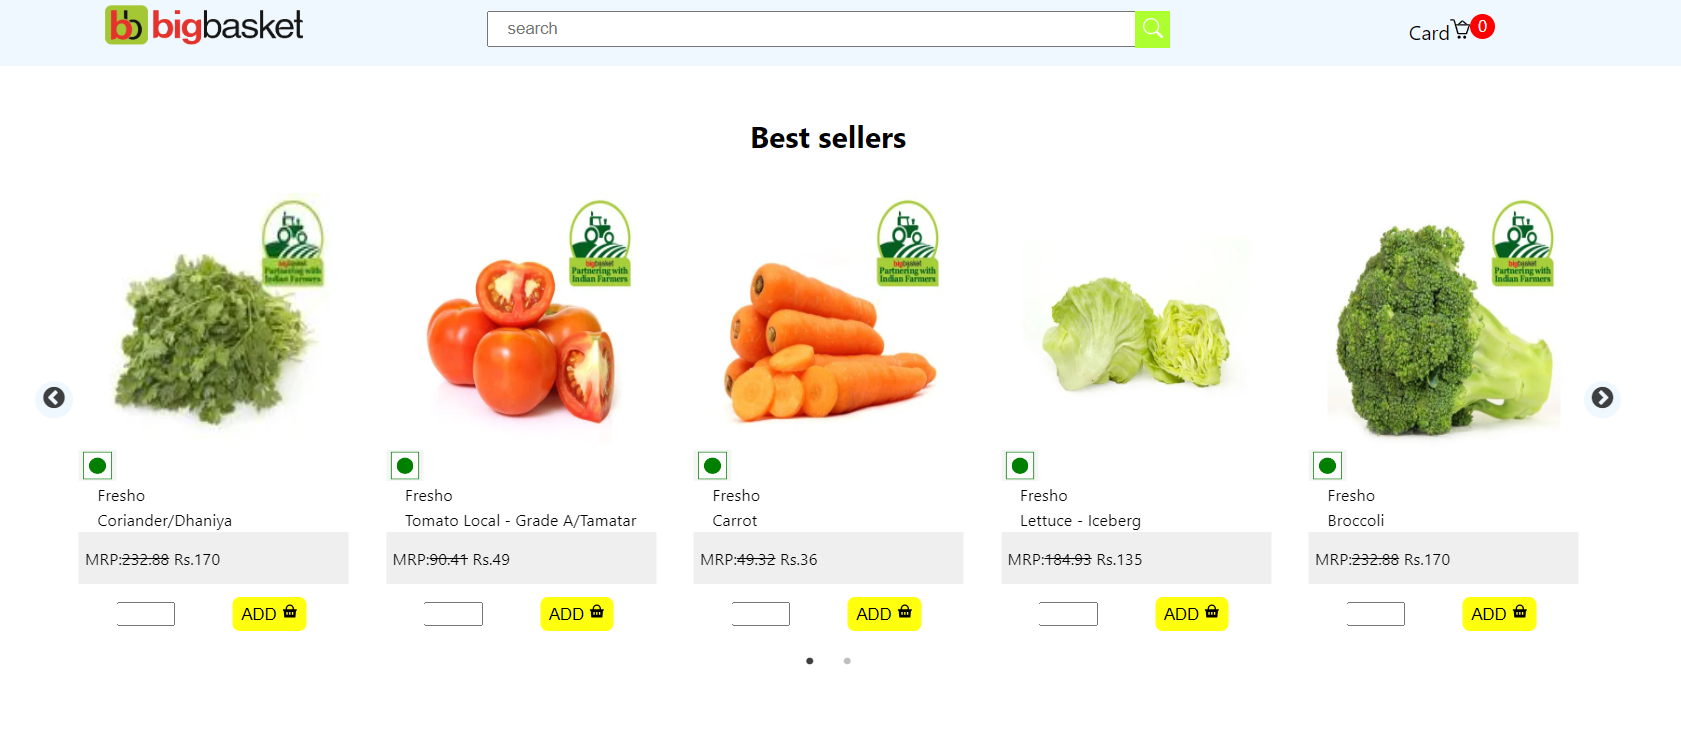 bb bigbasket
search
Card 0
Best sellers
bigbasket
Partnering with
Indian Farmers
bigbasket
Partnering with
Indian Farmers
bigbasket
Partnering with
Indian Farmers
bigbasket
Partnering with
Indian Farmers
Fresho
Coriander/Dhaniya
MRP:232.88 Rs.170
ADD
Fresho
Tomato Local - Grade A/Tamatar
MRP:90.41 Rs.49
ADD
Fresho
Carrot
MRP:49.32 Rs.36
ADD
Fresho
Lettuce - Iceberg
MRP:184.93 Rs.135
ADD
Fresho
Broccoli
MRP:232.88 Rs.170
ADD